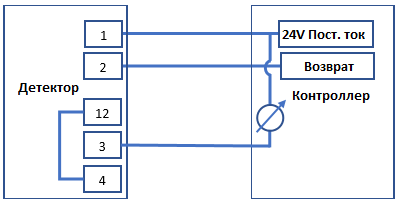 1
24V Пост. ток
2
Возврат
Детектор
Контроллер
12
3
4